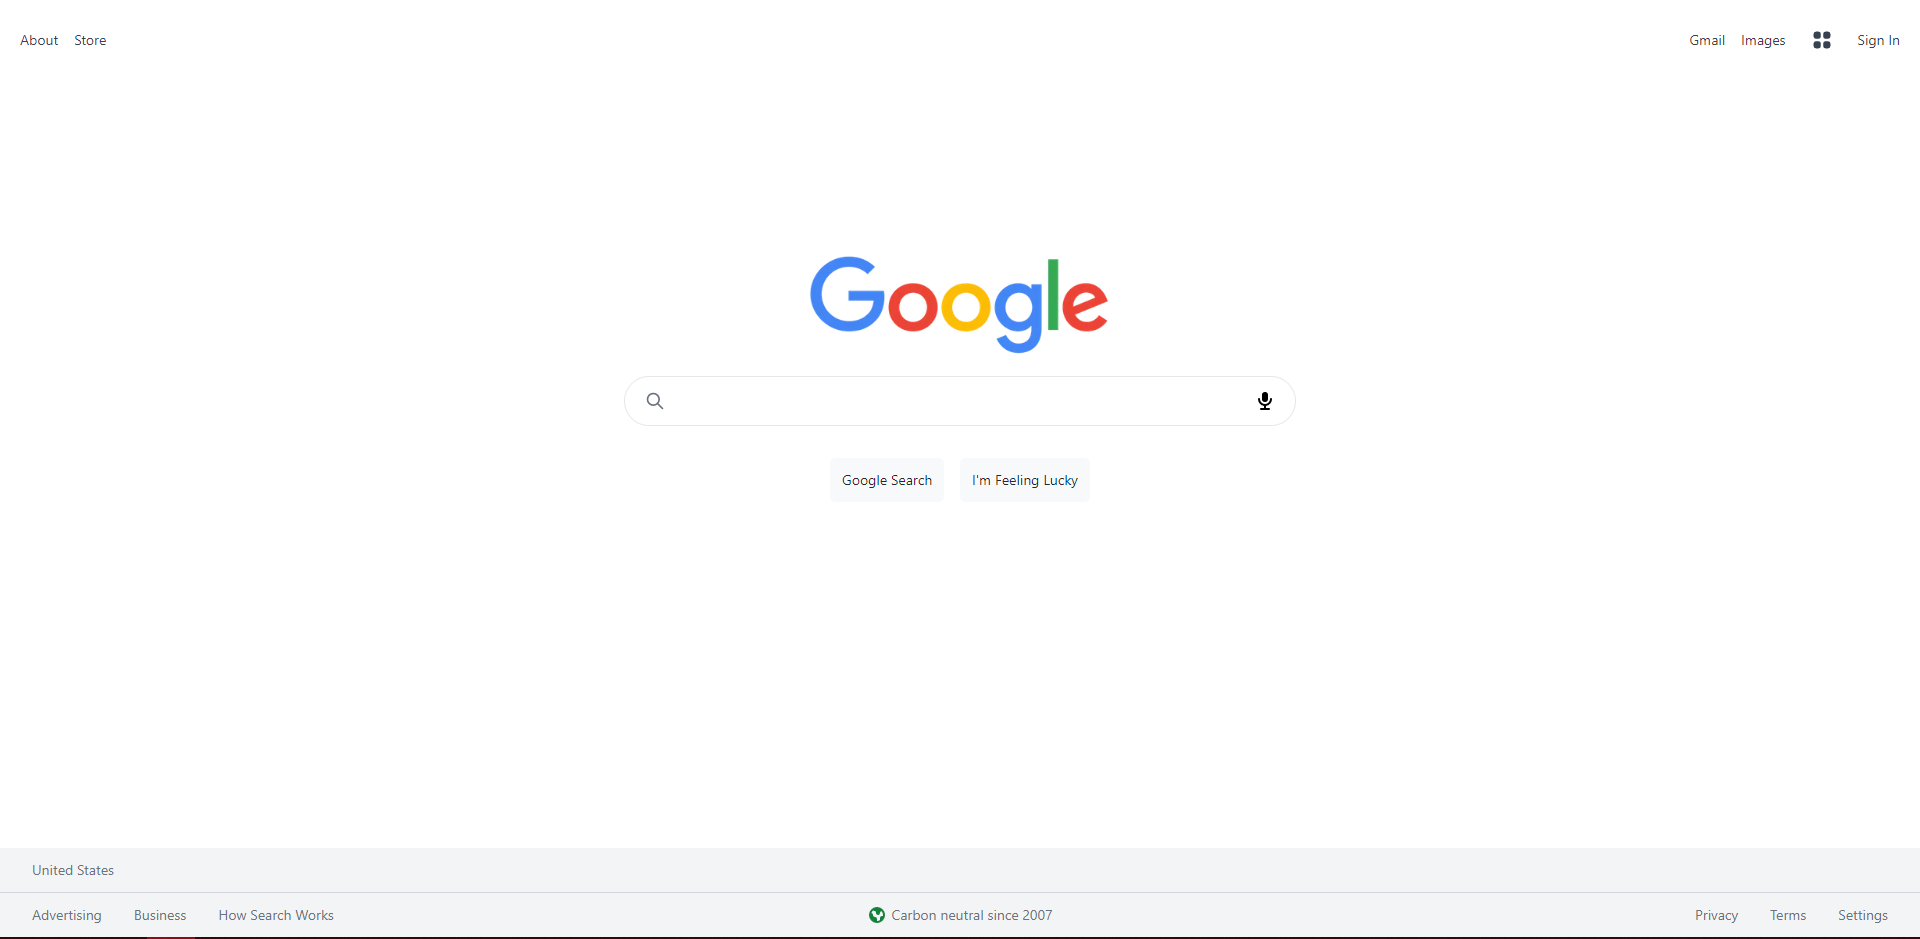 About Store Gmail Images Sign In
Google
Google Search I'm Feeling Lucky
United States
Advertising Business How Search Works Carbon neutral since 2007 Privacy Terms Settings